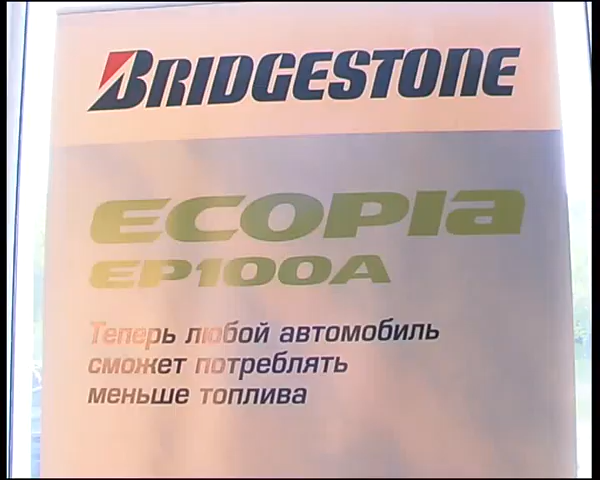 BRIDGESTONE
ECOPIA
EP100A
Теперь любой автомобиль
сможет потреблять
меньше топлива